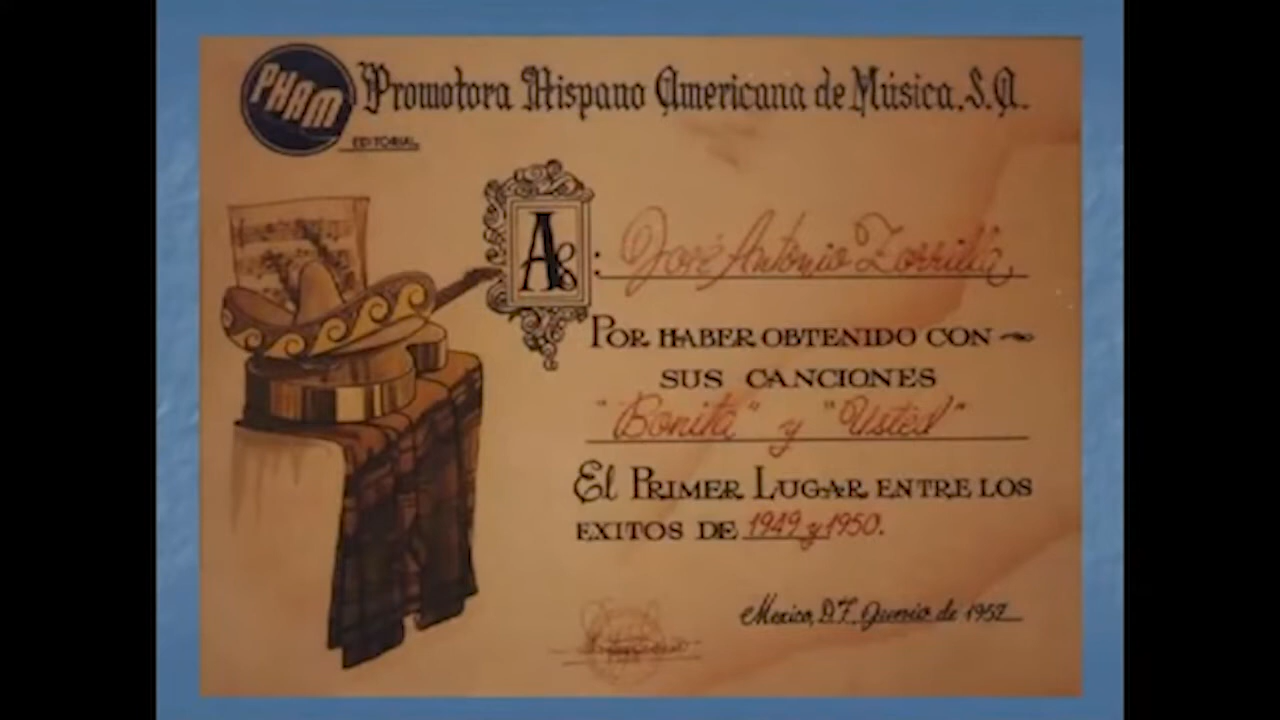 PHAM
Promotora Hispano Americana de Música, S.A.
EDITORIAL
A: José Antonio Zorrilla
POR HABER OBTENIDO CON
SUS CANCIONES
"Bonita" y "Usted"
El PRIMER LUGAR ENTRE LOS
EXITOS DE 1949 y 1950.
Mexico, D.F. Junio de 1952